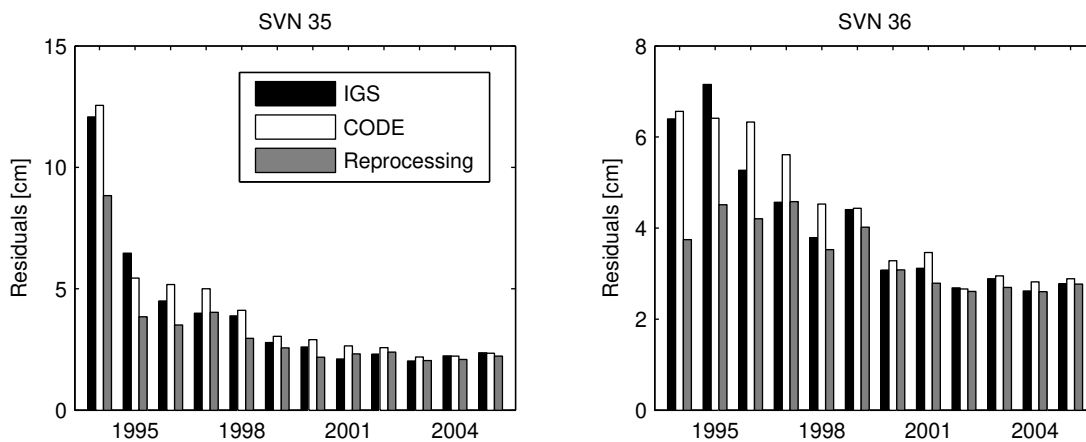 SVN 35
Residuals [cm]
15
10
5
0
IGS
CODE
Reprocessing
1995 1998 2001 2004
SVN 36
Residuals [cm]
8
6
4
2
0
1995 1998 2001 2004